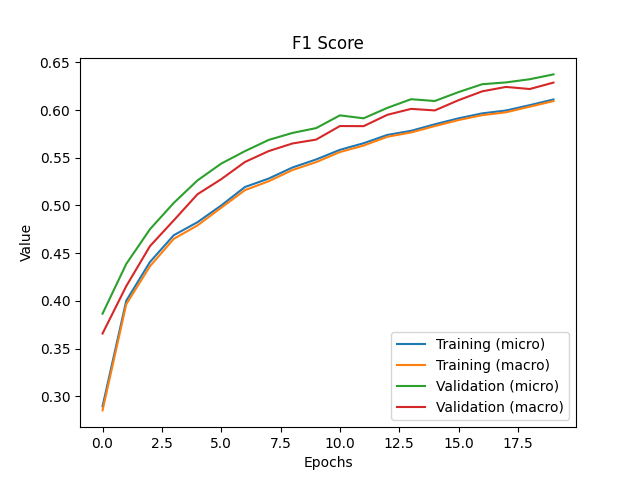 F1 Score
Value
0.65
0.60
0.55
0.50
0.45
0.40
0.35
0.30
0.0
2.5
5.0
7.5
10.0
12.5
15.0
17.5
Epochs
Training (micro)
Training (macro)
Validation (micro)
Validation (macro)